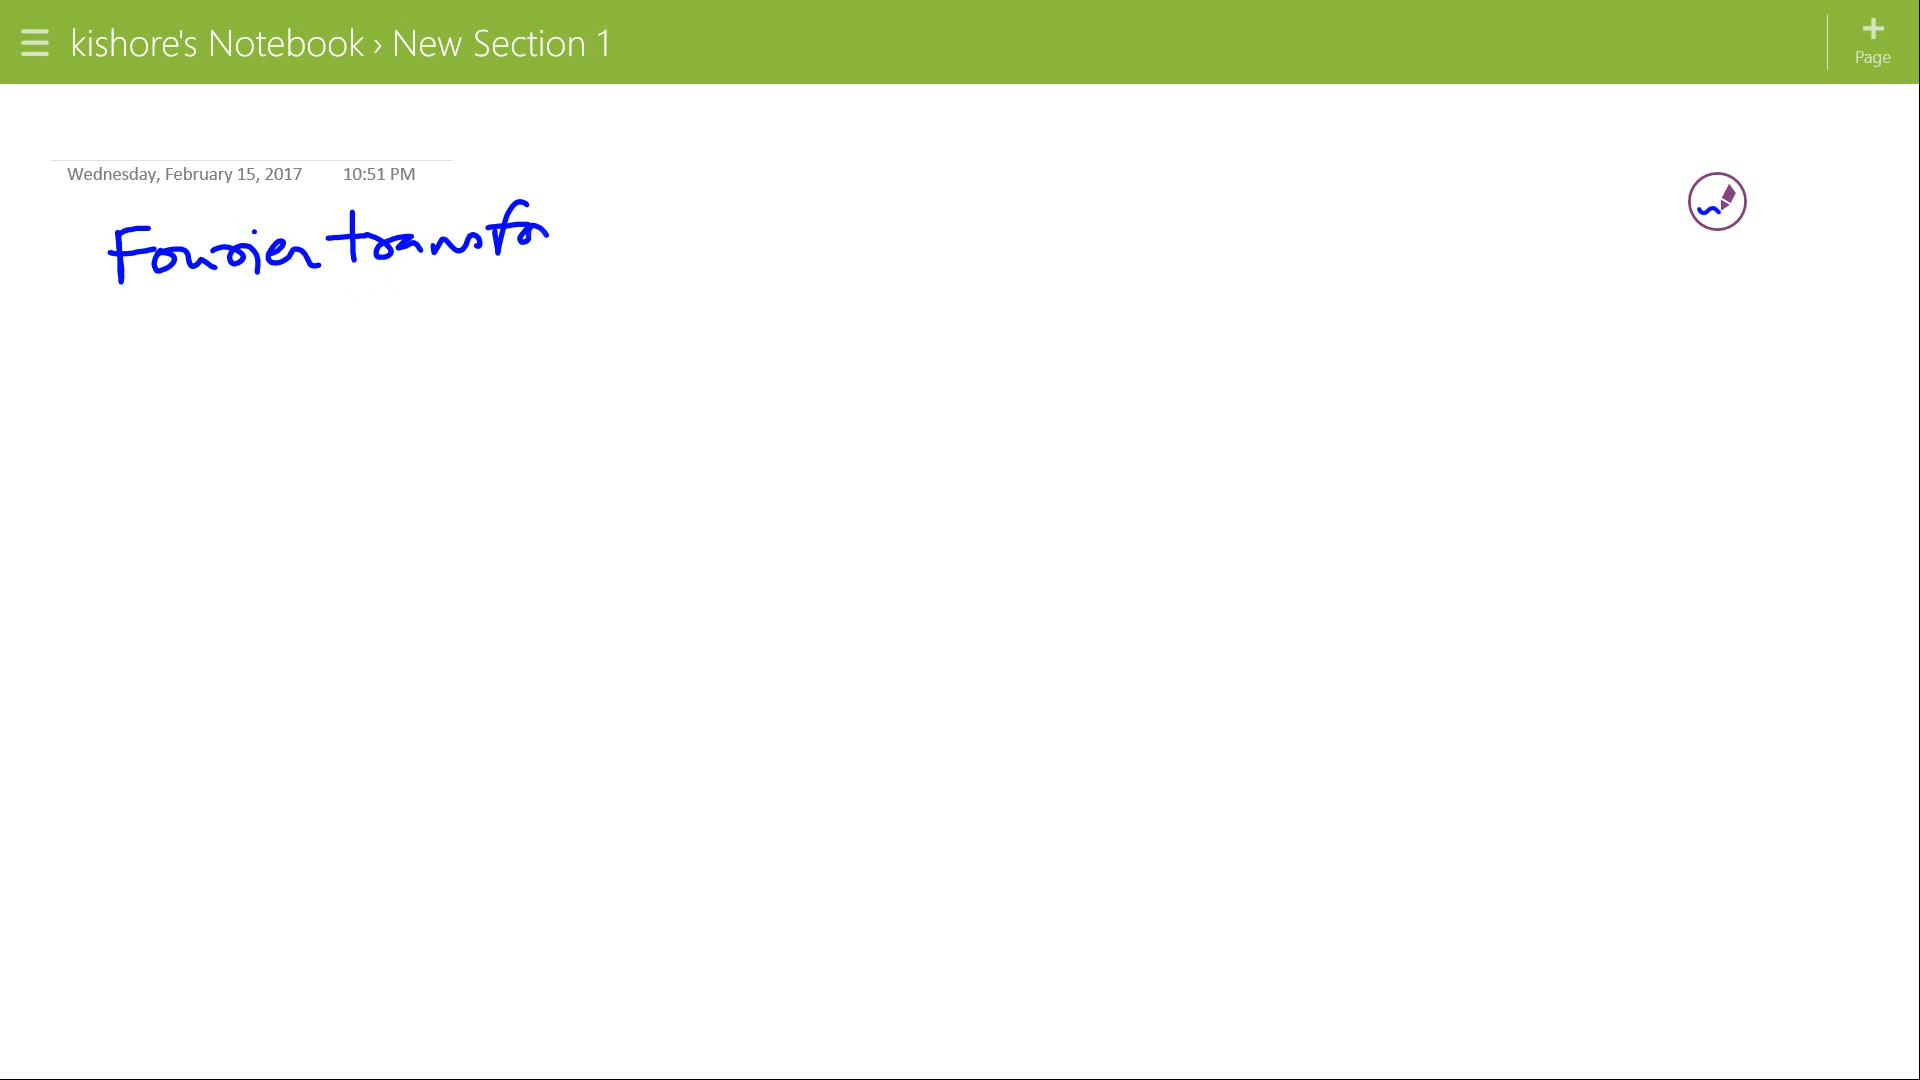 kishore's Notebook › New Section 1
Page
Wednesday, February 15, 2017 10:51 PM
Fourier transfo